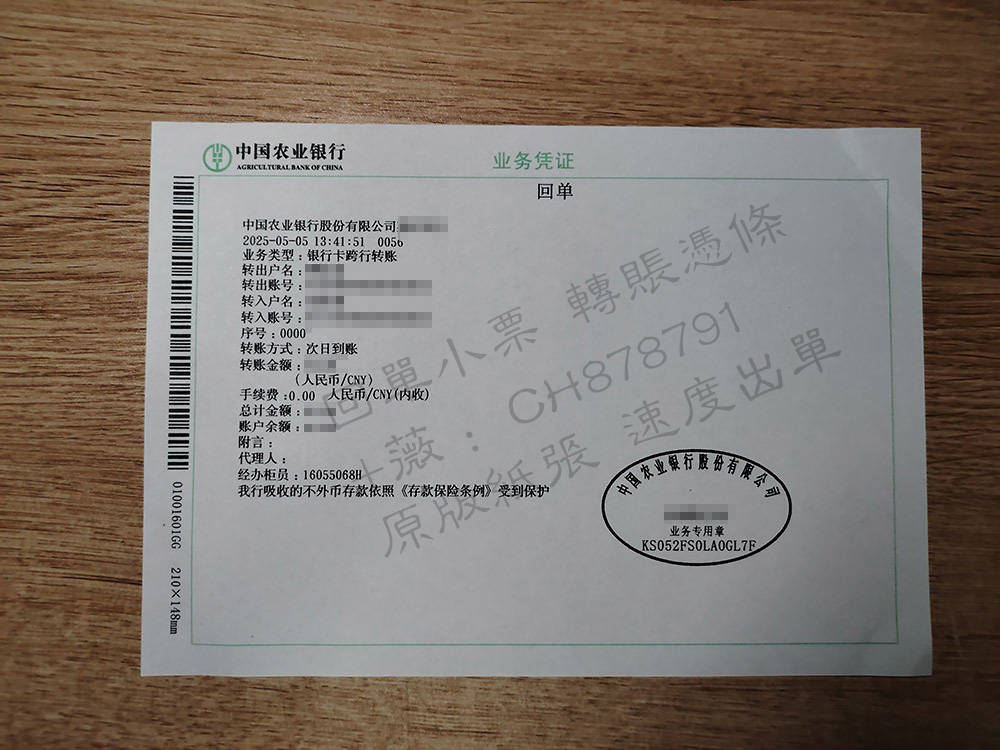 中国农业银行
AGRICULTURAL BANK OF CHINA
业务凭证
回单
中国农业银行股份有限公司
2025-05-05 13:41:51 0056
业务类型：银行卡跨行转账
转出户名：
转出账号：
转入户名：
转入账号：
序号：0000
转账方式：次日到账
转账金额：
（人民币/CNY）
手续费：0.00 人民币/CNY(内收)
总计金额：
账户余额：
附言：
代理人：
经办柜员：16055068H
我行吸收的不外币存款依照《存款保险条例》受到保护
01001601GG 210×148mm
中国农业银行股份有限公司
业务专用章
KS052FSOLAOGL7F
回單小票 轉賬憑條
薇：CH878791
原版紙張 速度出單